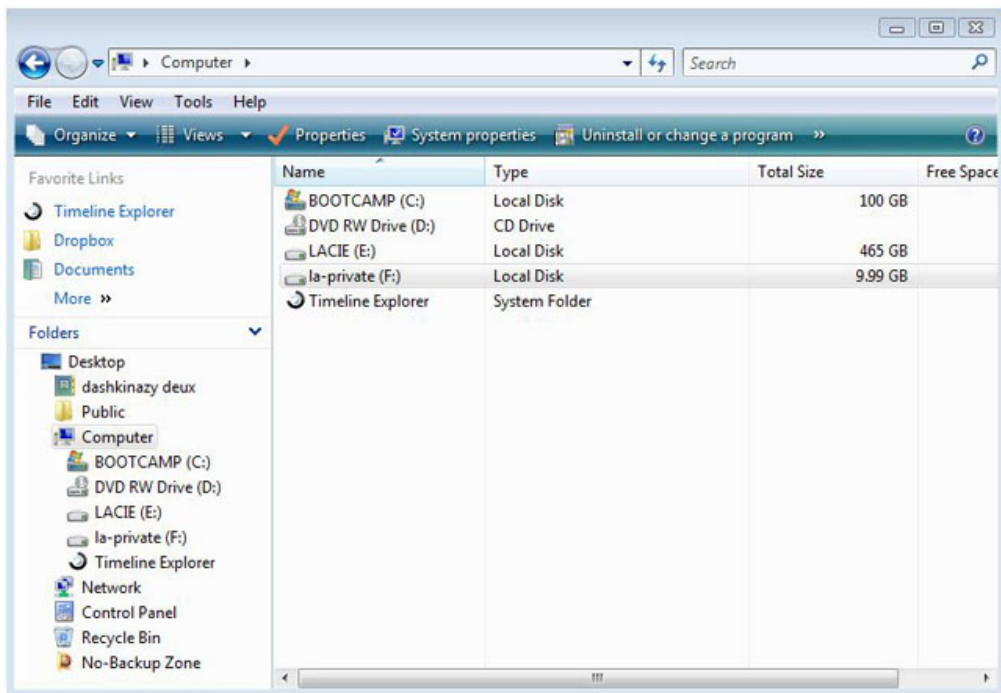 Computer
Search
File Edit View Tools Help
Organize Views Properties System properties Uninstall or change a program »
Favorite Links
Timeline Explorer
Dropbox
Documents
More »
Folders
Desktop
dashkinazy deux
Public
Computer
BOOTCAMP (C:)
DVD RW Drive (D:)
LACIE (E:)
la-private (F:)
Timeline Explorer
Network
Control Panel
Recycle Bin
No-Backup Zone
Name Type Total Size Free Space
BOOTCAMP (C:) Local Disk 100 GB
DVD RW Drive (D:) CD Drive
LACIE (E:) Local Disk 465 GB
la-private (F:) Local Disk 9.99 GB
Timeline Explorer System Folder